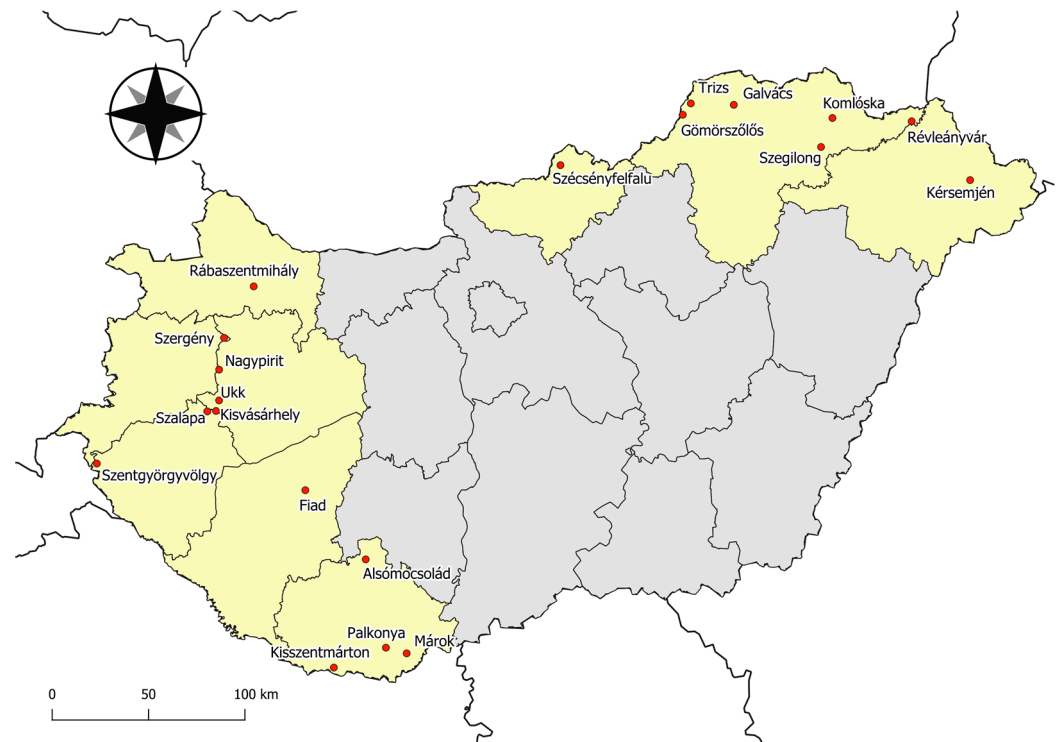 Trizs
Galvács
Komlóska
Gömörszőlős
Révleányvár
Szegilong
Szécsényfelfalu
Kérsemjén
Rábaszentmihály
Szergény
Nagypirit
Ukk
Szalapa
Kisvásárhely
Szentgyörgyvölgy
Fiad
Alsómocsolád
Palkonya
Márok
Kisszentmárton
0 50 100 km